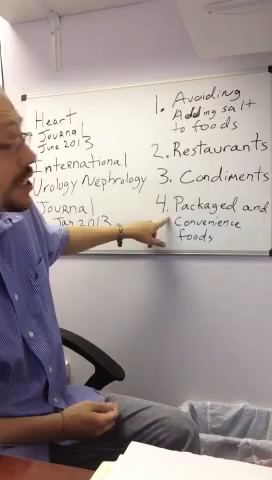 Heart
Journal
June 2013
International
Urology Nephrology
Journal
Jan 2013
1. Avoiding
Adding salt
to foods
2. Restaurants
3. Condiments
4. Packaged and
Convenience
foods